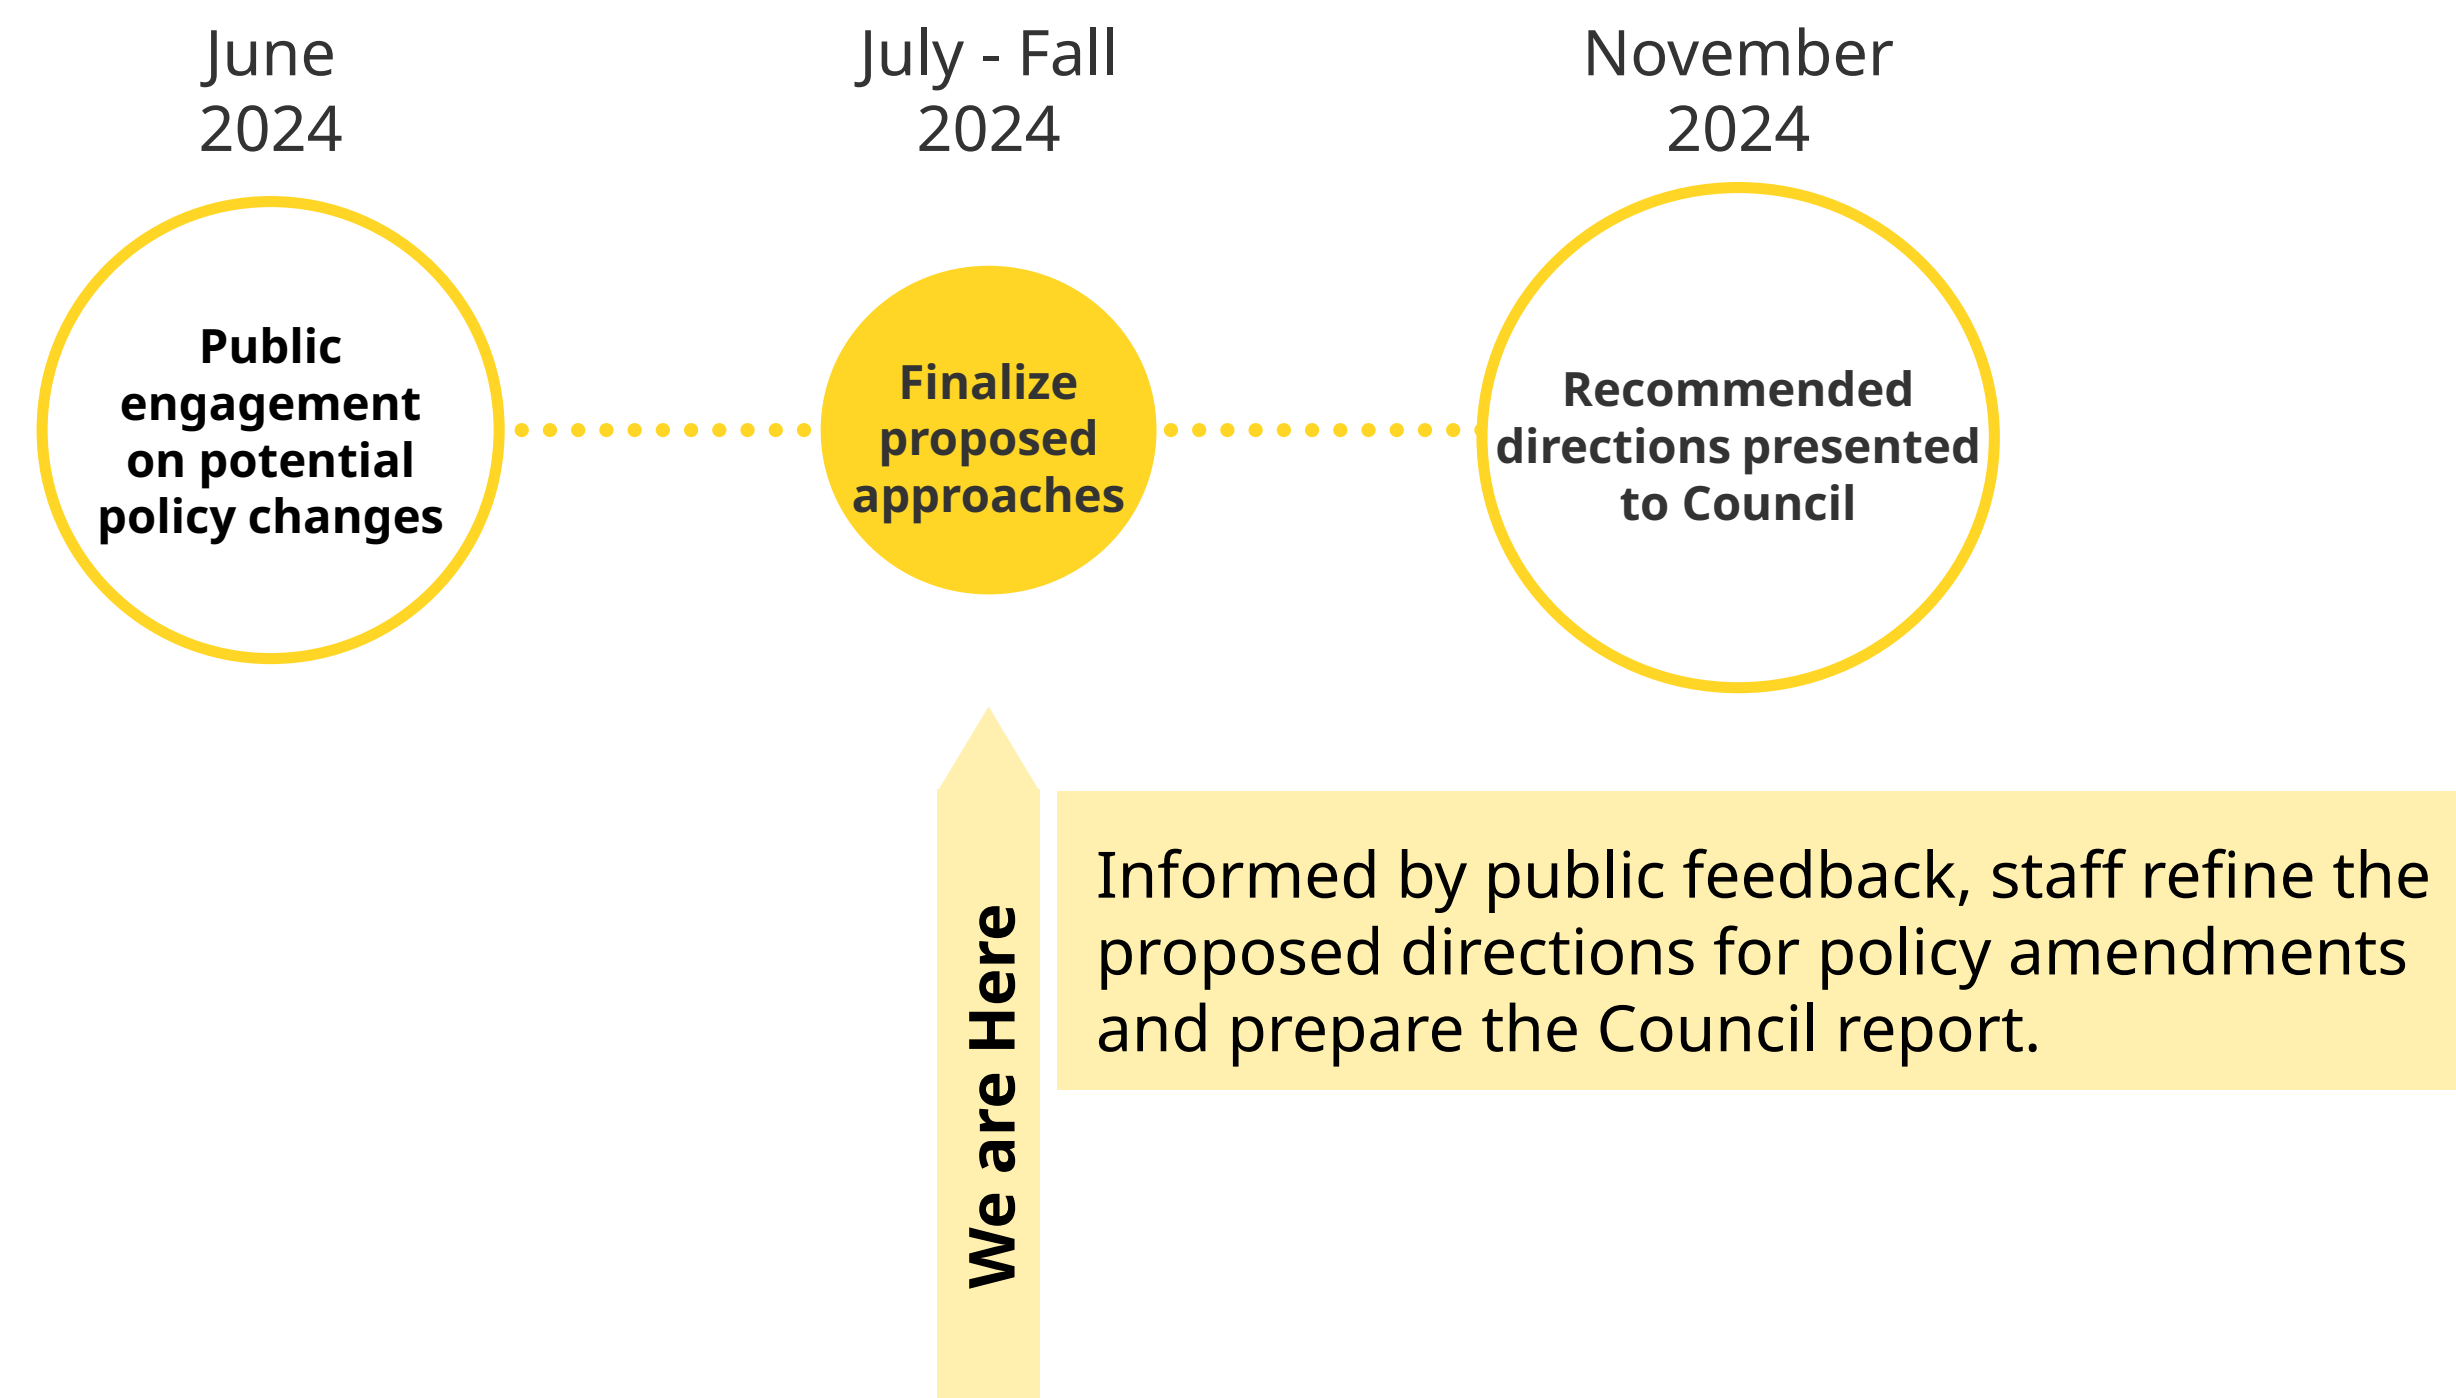 June
2024
July - Fall
2024
November
2024
Public
engagement
on potential
policy changes
Finalize
proposed
approaches
Recommended
directions presented
to Council
We are Here
Informed by public feedback, staff refine the
proposed directions for policy amendments
and prepare the Council report.